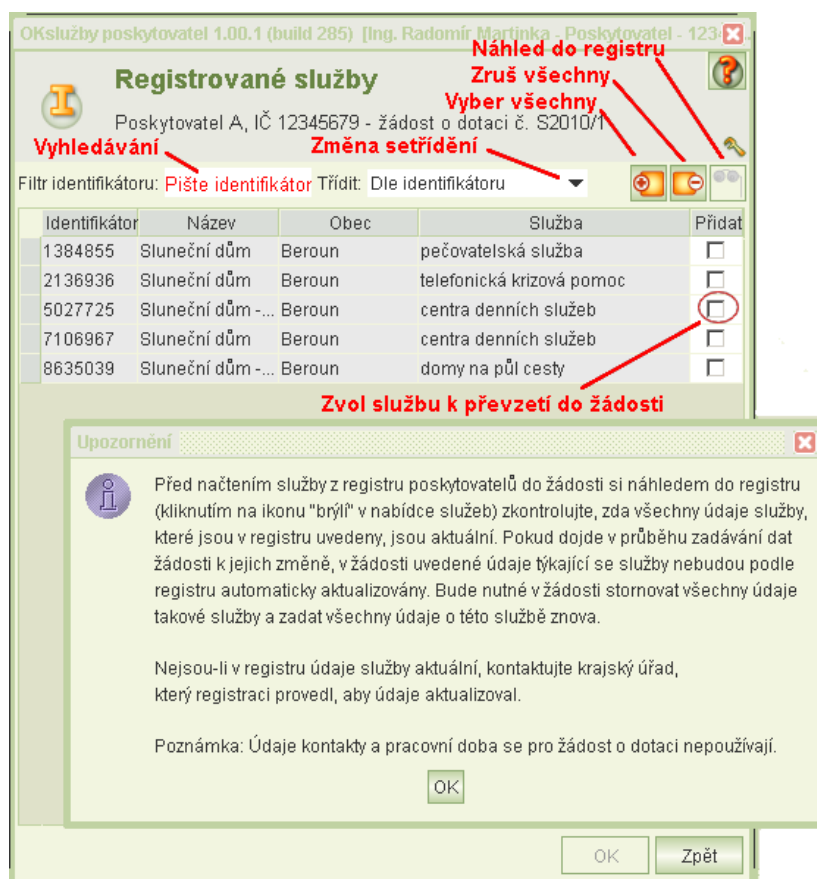 OKslužby poskytovatel 1.00.1 (build 285) [Ing. Radomír Martinka - Poskytovatel - 123
Náhled do registru
Registrované služby
Zruš všechny
Vyber všechny
Poskytovatel A, IČ 12345679 - žádost o dotaci č. S2010/1
Vyhledávání
Změna setřídění
Filtr identifikátoru: Pište identifikátor Třídit: Dle identifikátoru
Identifikátor Název Obec Služba Přidat
1384855 Sluneční dům Beroun pečovatelská služba
2136936 Sluneční dům Beroun telefonická krizová pomoc
5027725 Sluneční dům -... Beroun centra denních služeb
7106967 Sluneční dům Beroun centra denních služeb
8635039 Sluneční dům -... Beroun domy na půl cesty
Zvol službu k převzetí do žádosti
Upozornění
Před načtením služby z registru poskytovatelů do žádosti si náhledem do registru
(kliknutím na ikonu "brýlí" v nabídce služeb) zkontrolujte, zda všechny údaje služby,
které jsou v registru uvedeny, jsou aktuální. Pokud dojde v průběhu zadávání dat
žádosti k jejich změně, v žádosti uvedené údaje týkající se služby nebudou podle
registru automaticky aktualizovány. Bude nutné v žádosti stornovat všechny údaje
takové služby a zadat všechny údaje o této službě znova.
Nejsou-li v registru údaje služby aktuální, kontaktujte krajský úřad,
který registraci provedl, aby údaje aktualizoval.
Poznámka: Údaje kontakty a pracovní doba se pro žádost o dotaci nepoužívají.
OK
OK Zpět